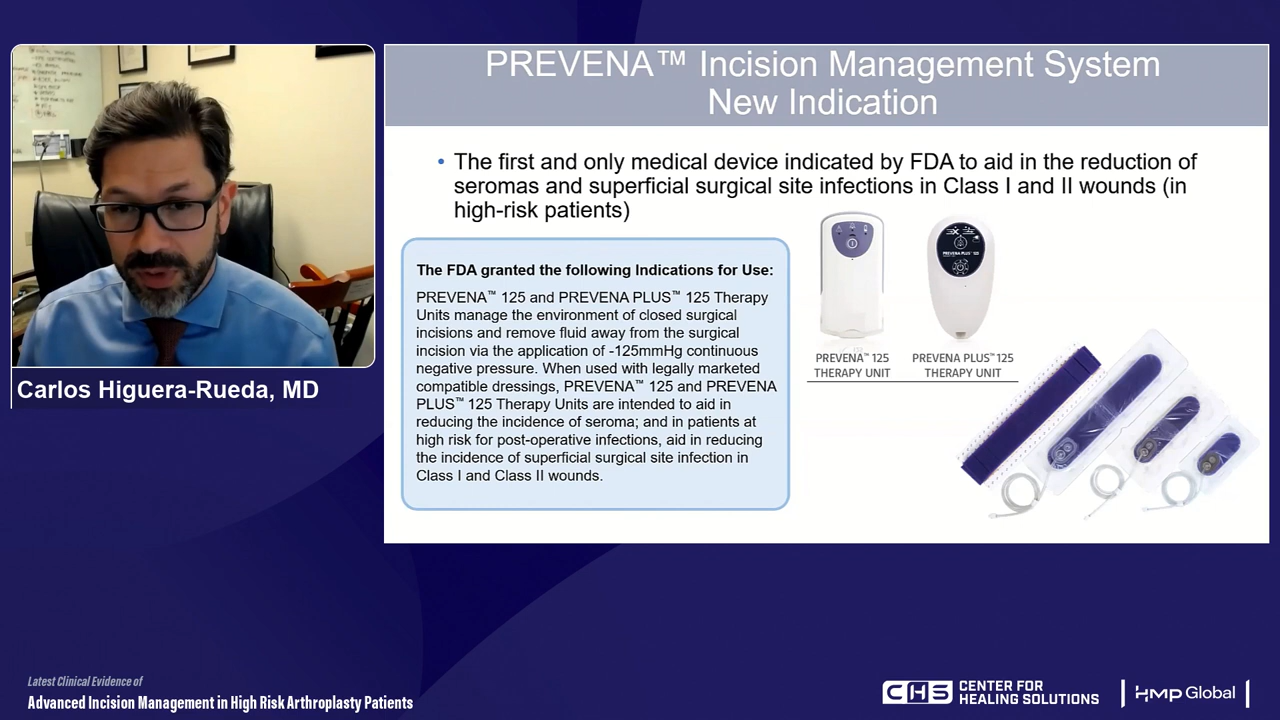 PREVENA™ Incision Management System
New Indication
• The first and only medical device indicated by FDA to aid in the reduction of
seromas and superficial surgical site infections in Class I and II wounds (in
high-risk patients)
The FDA granted the following Indications for Use:
PREVENA™ 125 and PREVENA PLUS™ 125 Therapy
Units manage the environment of closed surgical
incisions and remove fluid away from the surgical
incision via the application of -125mmHg continuous
negative pressure. When used with legally marketed
compatible dressings, PREVENA™ 125 and PREVENA
PLUS™ 125 Therapy Units are intended to aid in
reducing the incidence of seroma; and in patients at
high risk for post-operative infections, aid in reducing
the incidence of superficial surgical site infection in
Class I and Class II wounds.
PREVENA PLUS 125
PREVENA™ 125
THERAPY UNIT
PREVENA PLUS™ 125
THERAPY UNIT
Carlos Higuera-Rueda, MD
Latest Clinical Evidence of
Advanced Incision Management in High Risk Arthroplasty Patients
CHS
CENTER FOR
HEALING SOLUTIONS
HMP Global